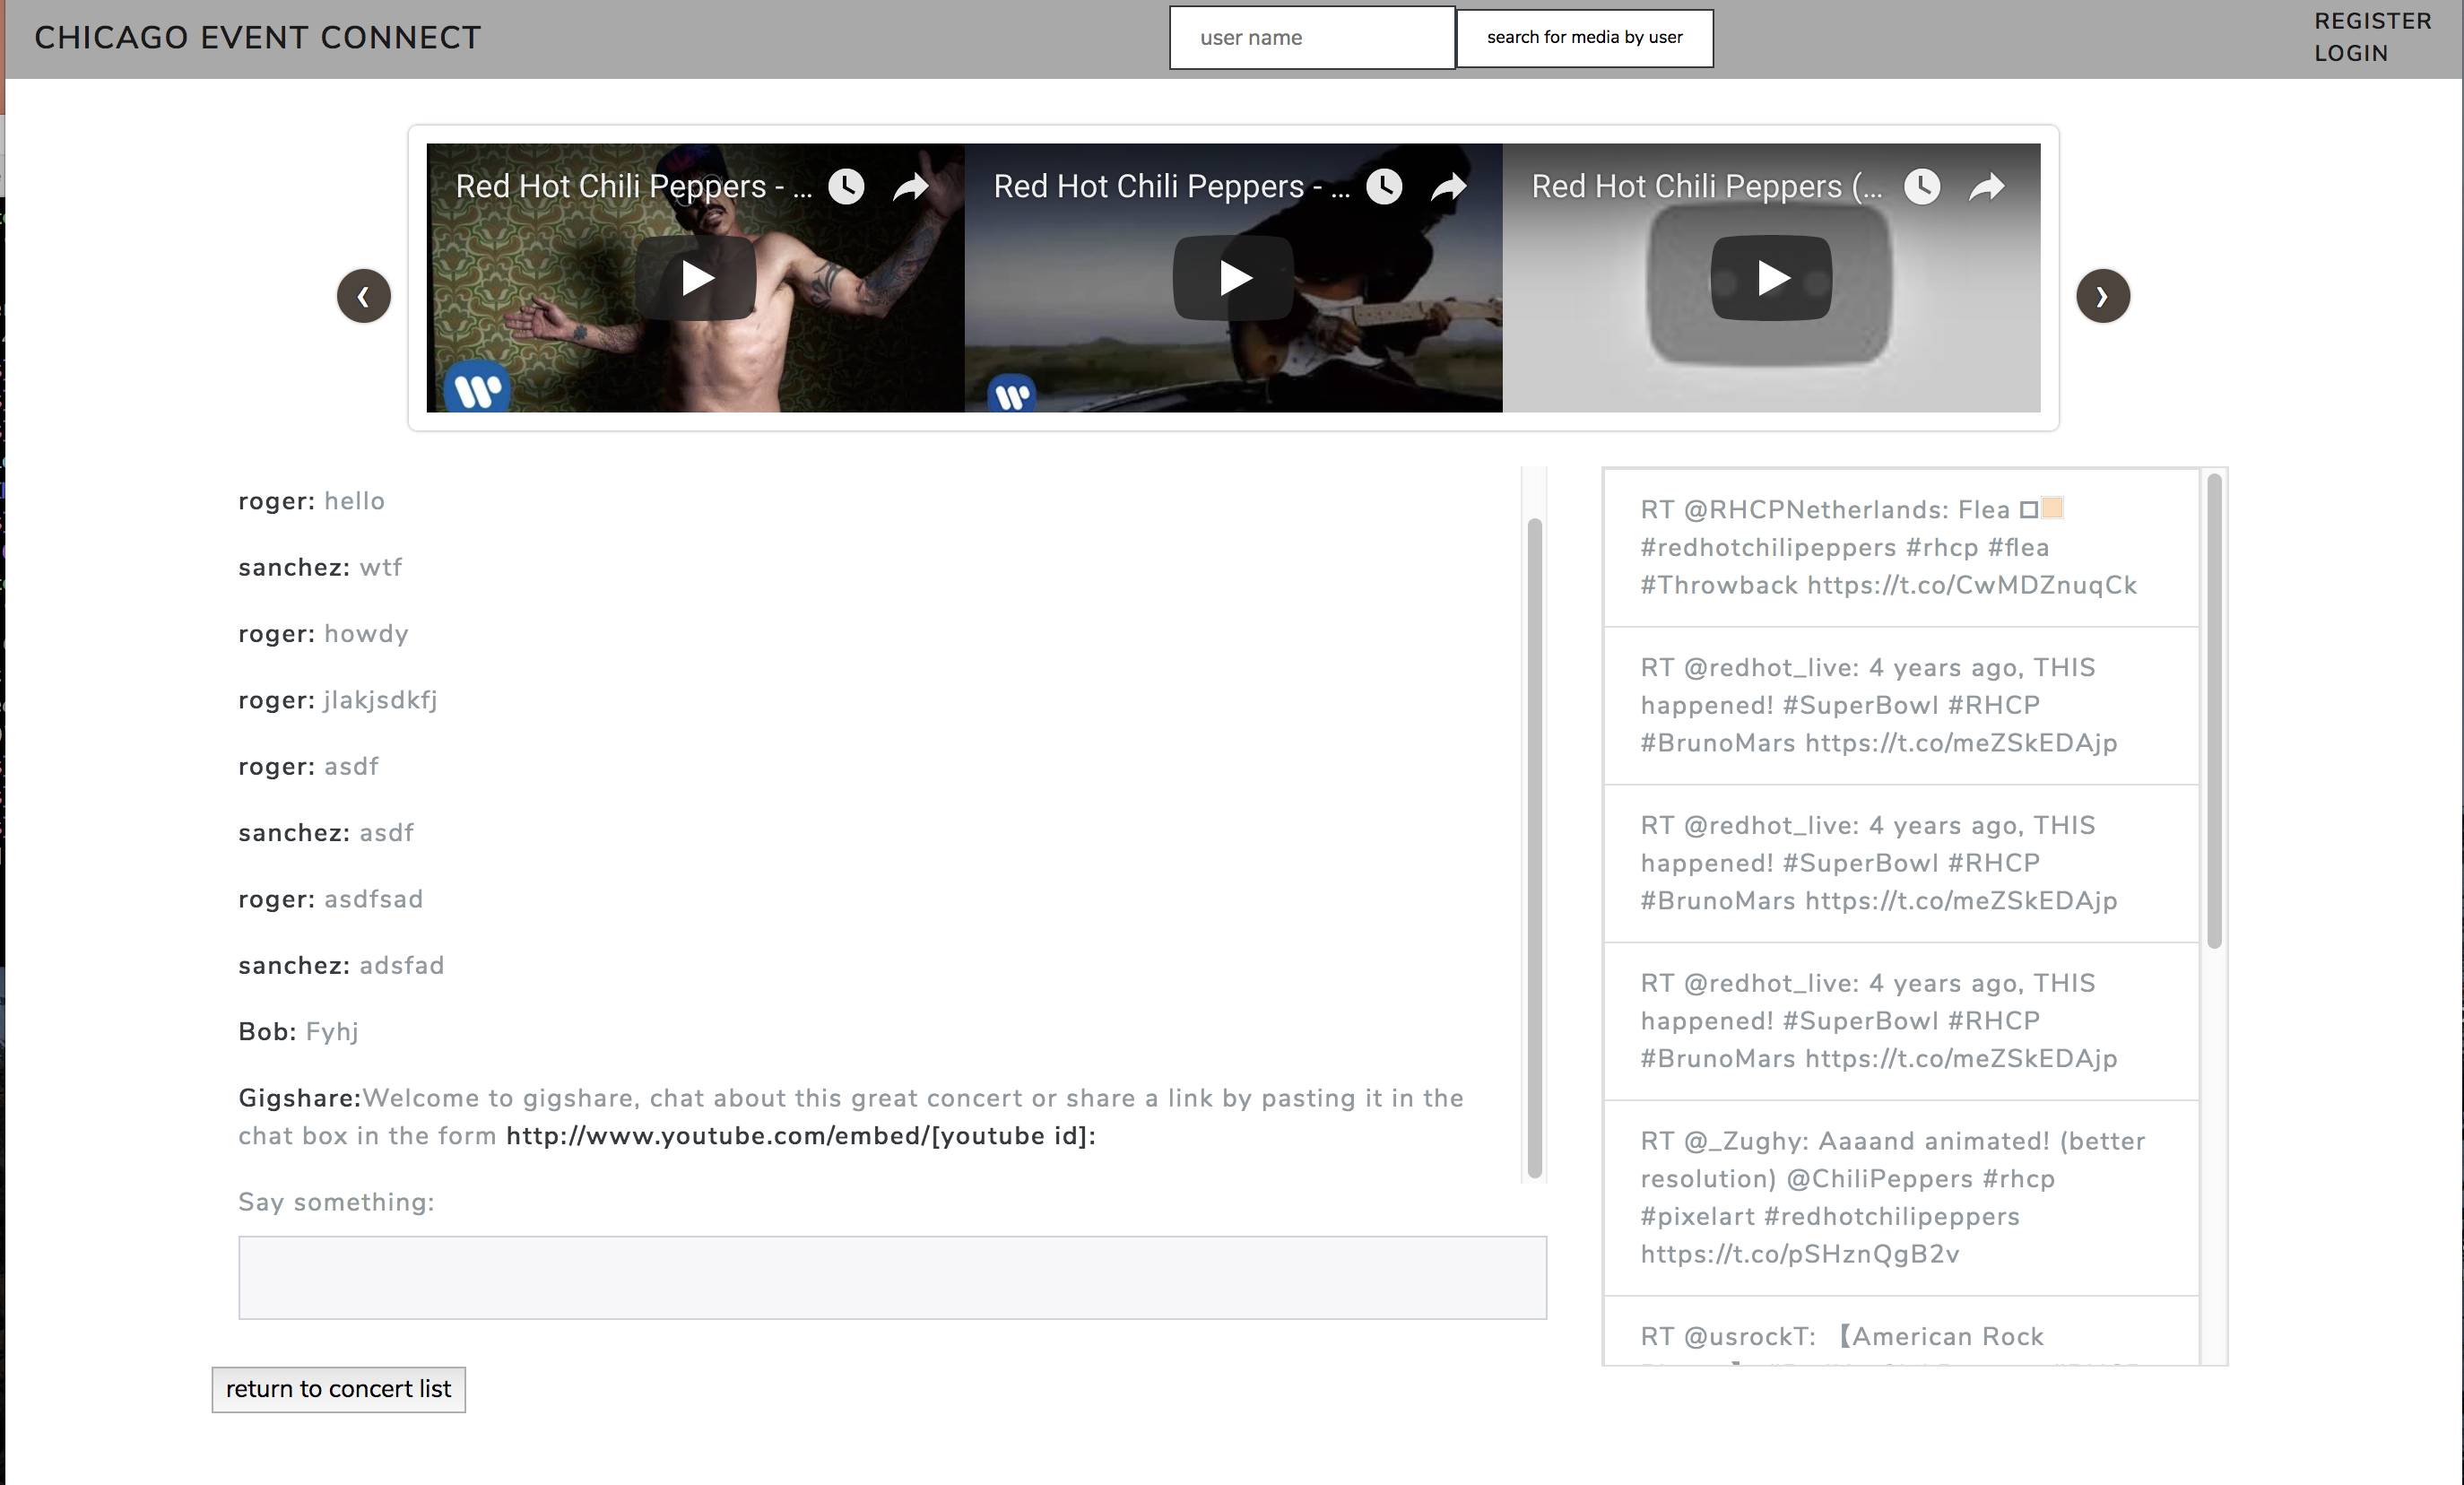 CHICAGO EVENT CONNECT
user name
search for media by user
REGISTER
LOGIN
Red Hot Chili Peppers - ...
Red Hot Chili Peppers - ...
Red Hot Chili Peppers (...
roger: hello
sanchez: wtf
roger: howdy
roger: jlakjsdkfj
roger: asdf
sanchez: asdf
roger: asdfsad
sanchez: adsfad
Bob: Fyhj
Gigshare:Welcome to gigshare, chat about this great concert or share a link by pasting it in the
chat box in the form http://www.youtube.com/embed/[youtube id]:
Say something:
return to concert list
RT @RHCPNetherlands: Flea
#redhotchilipeppers #rhcp #flea
#Throwback https://t.co/CwMDZnuqCk
RT @redhot_live: 4 years ago, THIS
happened! #SuperBowl #RHCP
#BrunoMars https://t.co/meZSkEDAjp
RT @redhot_live: 4 years ago, THIS
happened! #SuperBowl #RHCP
#BrunoMars https://t.co/meZSkEDAjp
RT @redhot_live: 4 years ago, THIS
happened! #SuperBowl #RHCP
#BrunoMars https://t.co/meZSkEDAjp
RT @_Zughy: Aaaand animated! (better
resolution) @ChiliPeppers #rhcp
#pixelart #redhotchilipeppers
https://t.co/pSHznQgB2v
RT @usrockT: 【American Rock